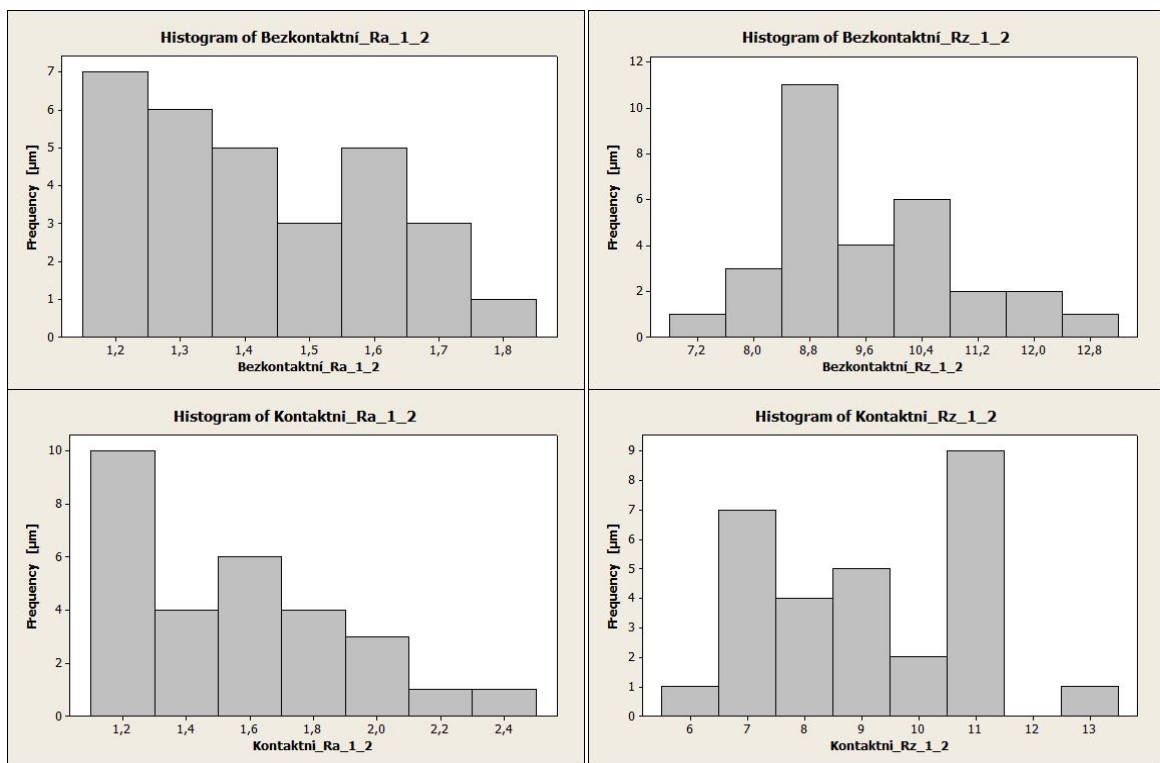 Histogram of Bezkontaktní_Ra_1_2
Frequency [µm]
7
6
5
4
3
2
1
0
1,2 1,3 1,4 1,5 1,6 1,7 1,8
Bezkontaktní_Ra_1_2
Histogram of Bezkontaktní_Rz_1_2
Frequency [µm]
12
10
8
6
4
2
0
7,2 8,0 8,8 9,6 10,4 11,2 12,0 12,8
Bezkontaktní_Rz_1_2
Histogram of Kontaktni_Ra_1_2
Frequency [µm]
10
8
6
4
2
0
1,2 1,4 1,6 1,8 2,0 2,2 2,4
Kontaktni_Ra_1_2
Histogram of Kontaktni_Rz_1_2
Frequency [µm]
9
8
7
6
5
4
3
2
1
0
6 7 8 9 10 11 12 13
Kontaktni_Rz_1_2